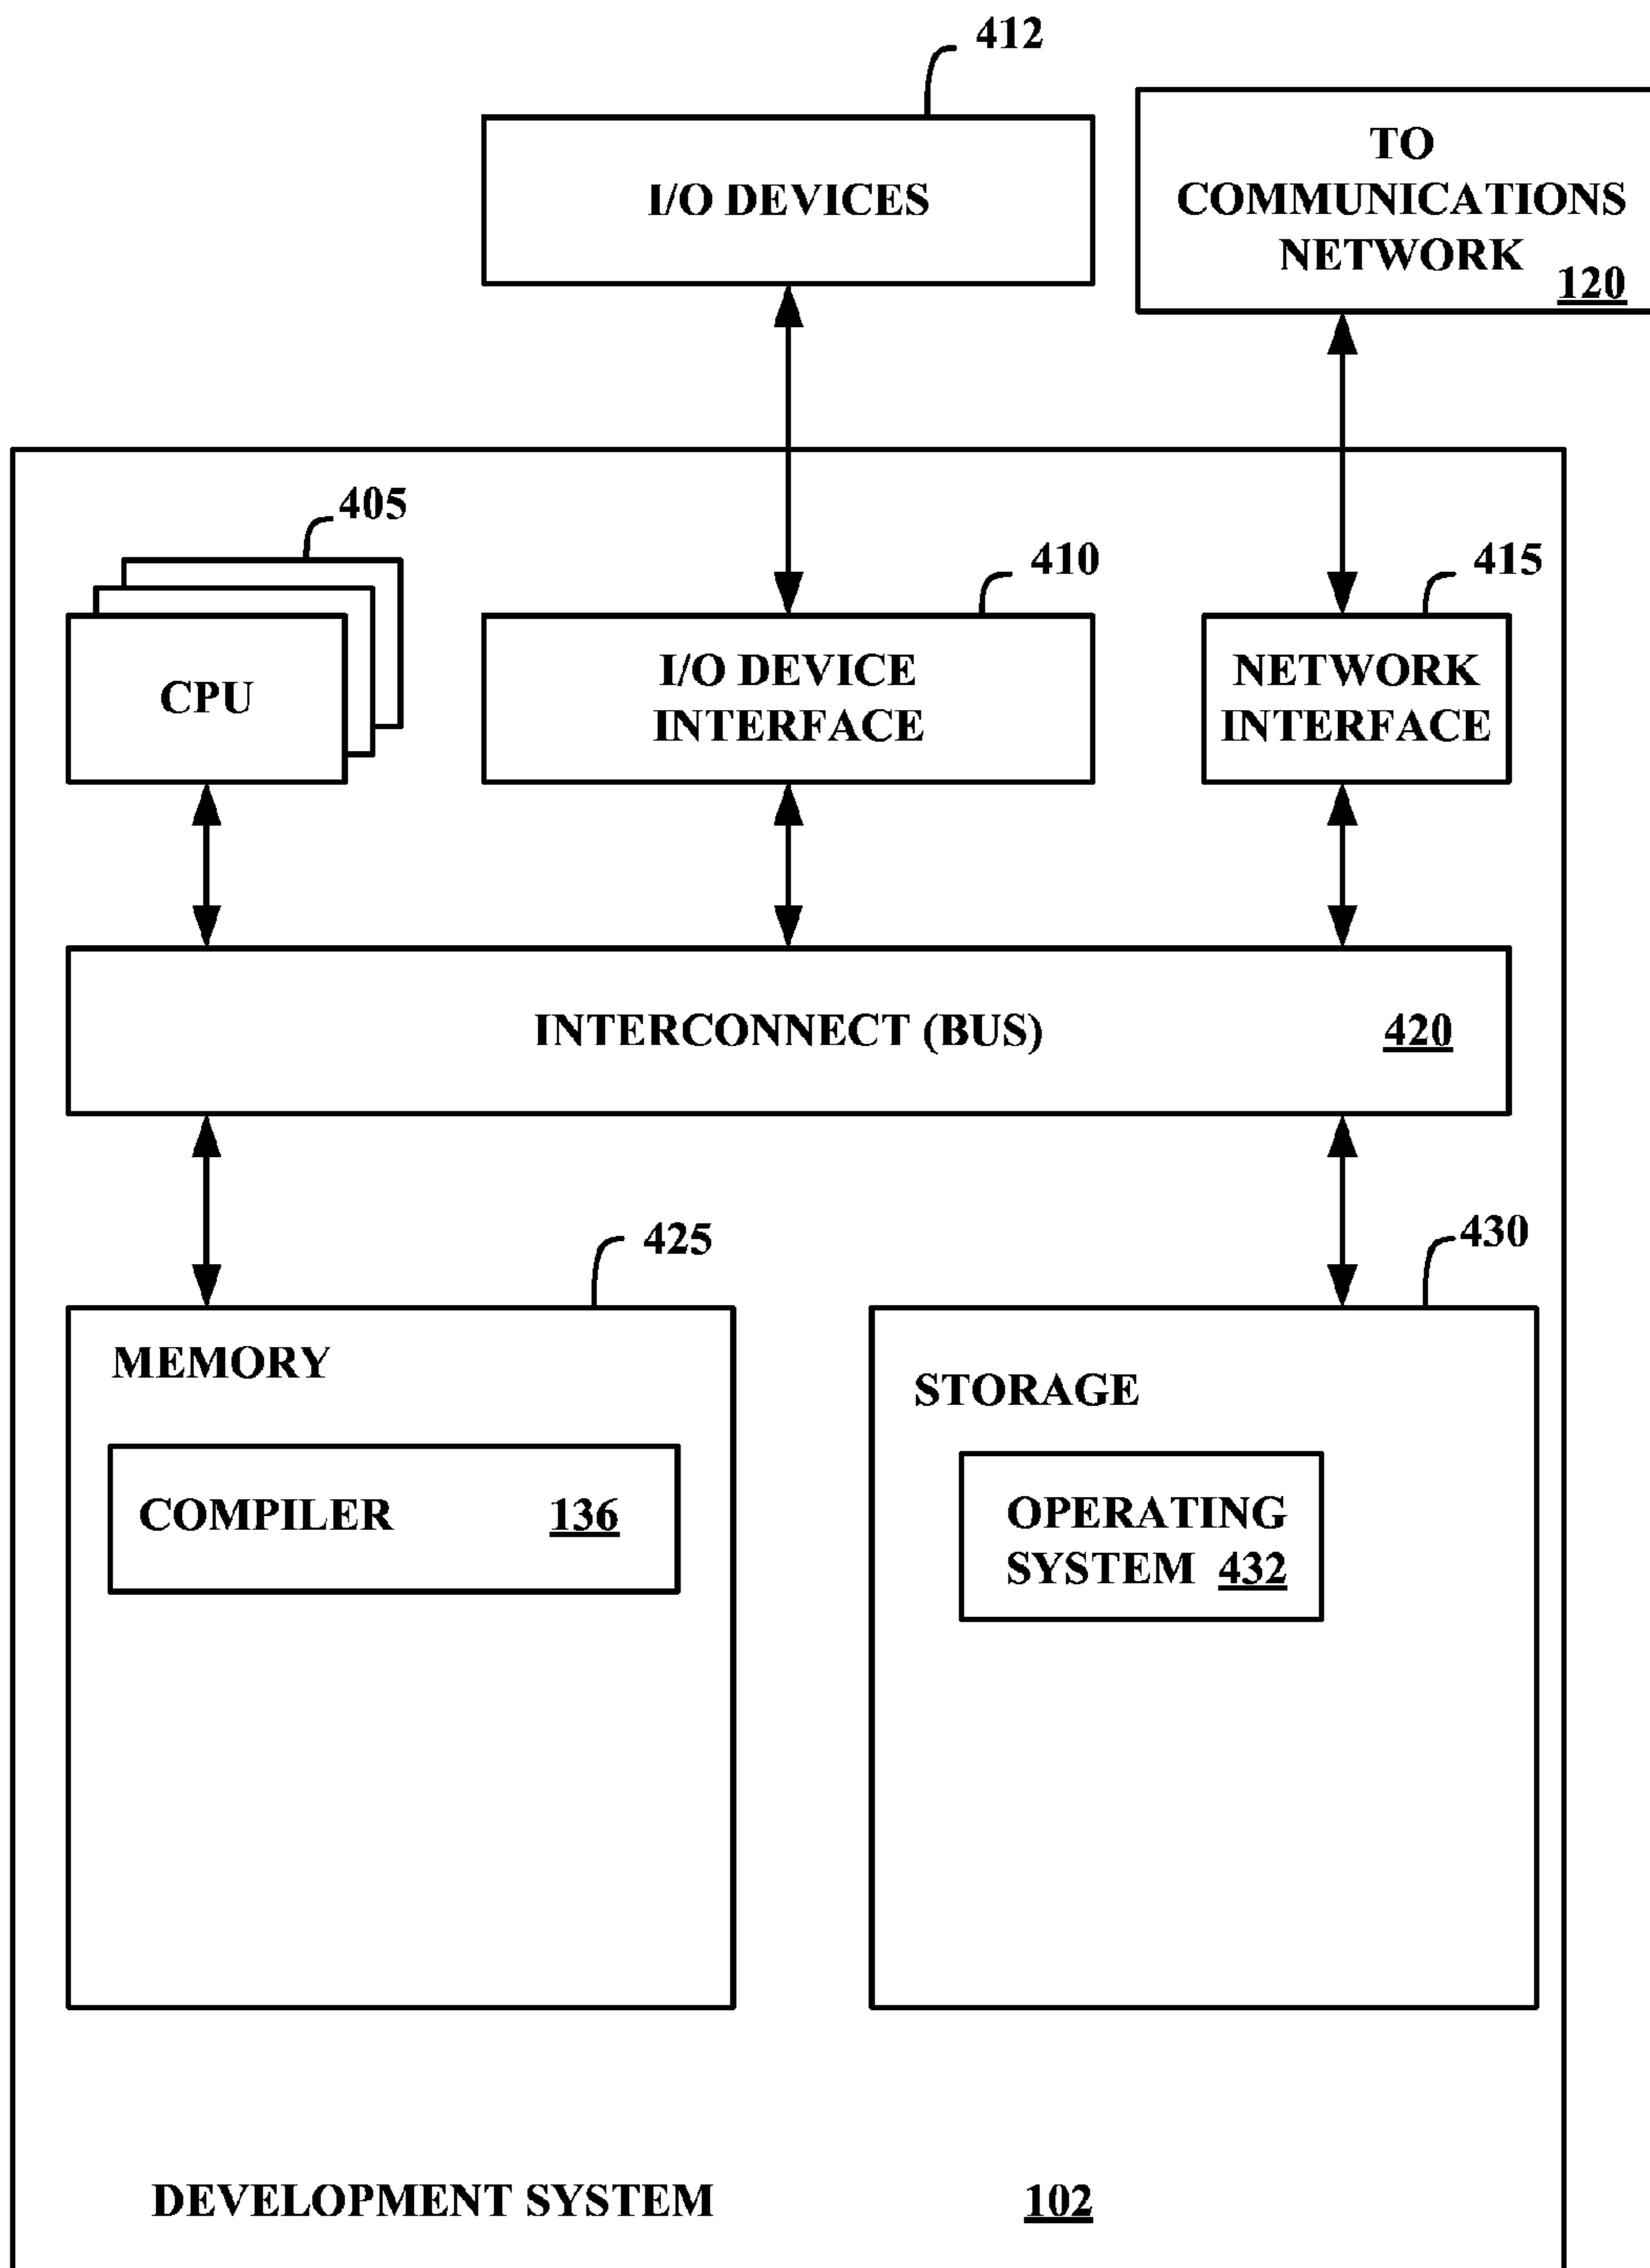 412
I/O DEVICES
TO
COMMUNICATIONS
NETWORK
120
405
CPU
410
I/O DEVICE
INTERFACE
415
NETWORK
INTERFACE
INTERCONNECT (BUS) 420
425
MEMORY
COMPILER 136
430
STORAGE
OPERATING
SYSTEM 432
DEVELOPMENT SYSTEM 102